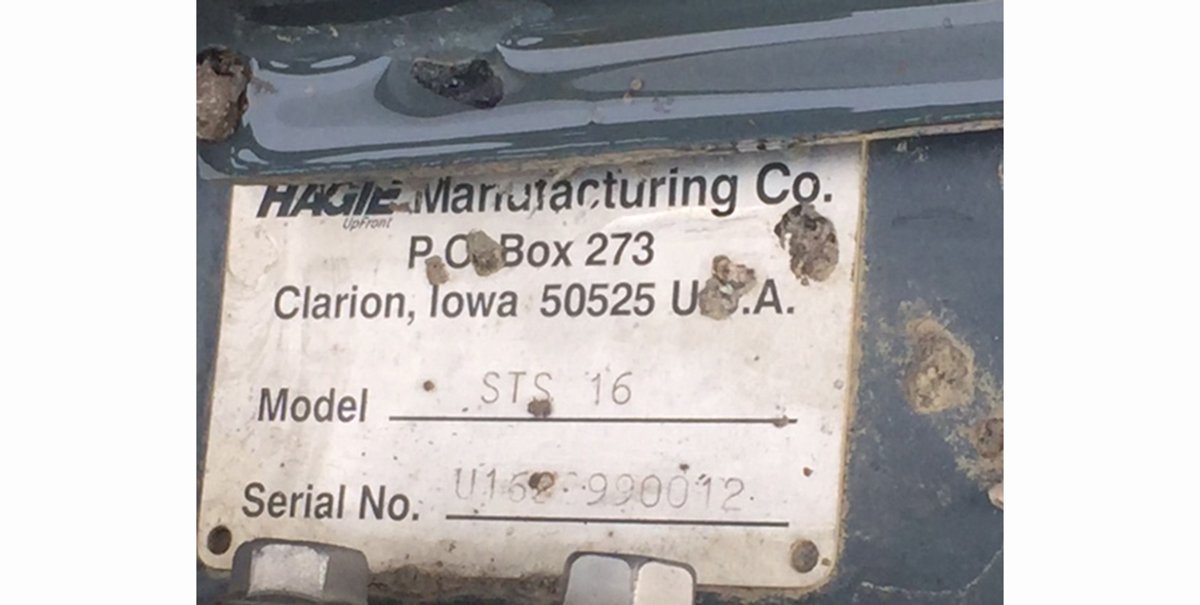 HAGIE Manufacturing Co.
UpFront
P.O. Box 273
Clarion, Iowa 50525 U.S.A.
Model STS 16
Serial No.